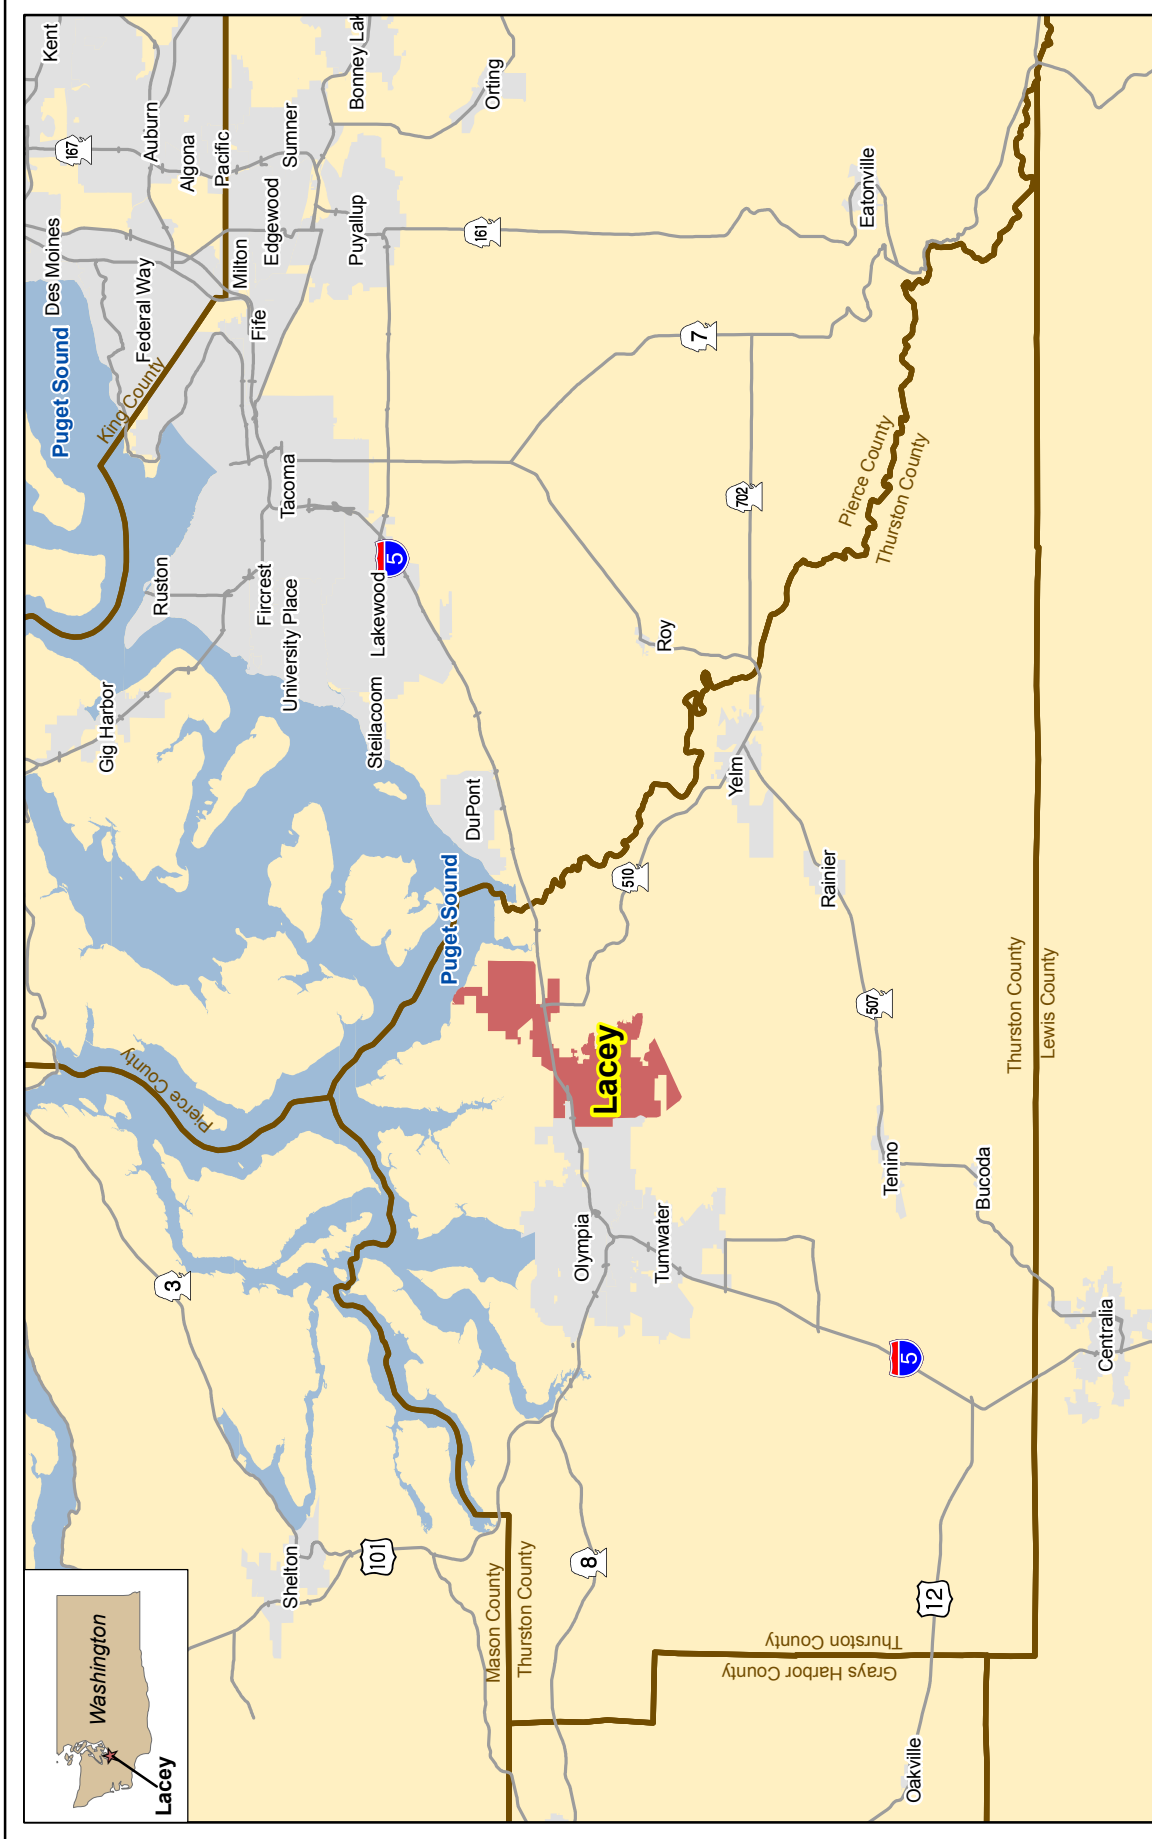 Washington
Lacey
Kent
Des Moines
Puget Sound
167
Gig Harbor
King County
Federal Way
Auburn
Pierce County
Ruston
3
Algona
Pacific
Milton
Fife
Fircrest
Edgewood
Sumner
Shelton
University Place
Tacoma
Bonney Lak
Puyallup
101
Steilacoom
Lakewood
5
Puget Sound
DuPont
161
Orting
Mason County
Thurston County
8
Olympia
Lacey
510
Tumwater
Roy
7
Yelm
702
Grays Harbor County
Thurston County
Rainier
Pierce County
Thurston County
Eatonville
507
Tenino
5
Oakville
12
Bucoda
Thurston County
Lewis County
Centralia